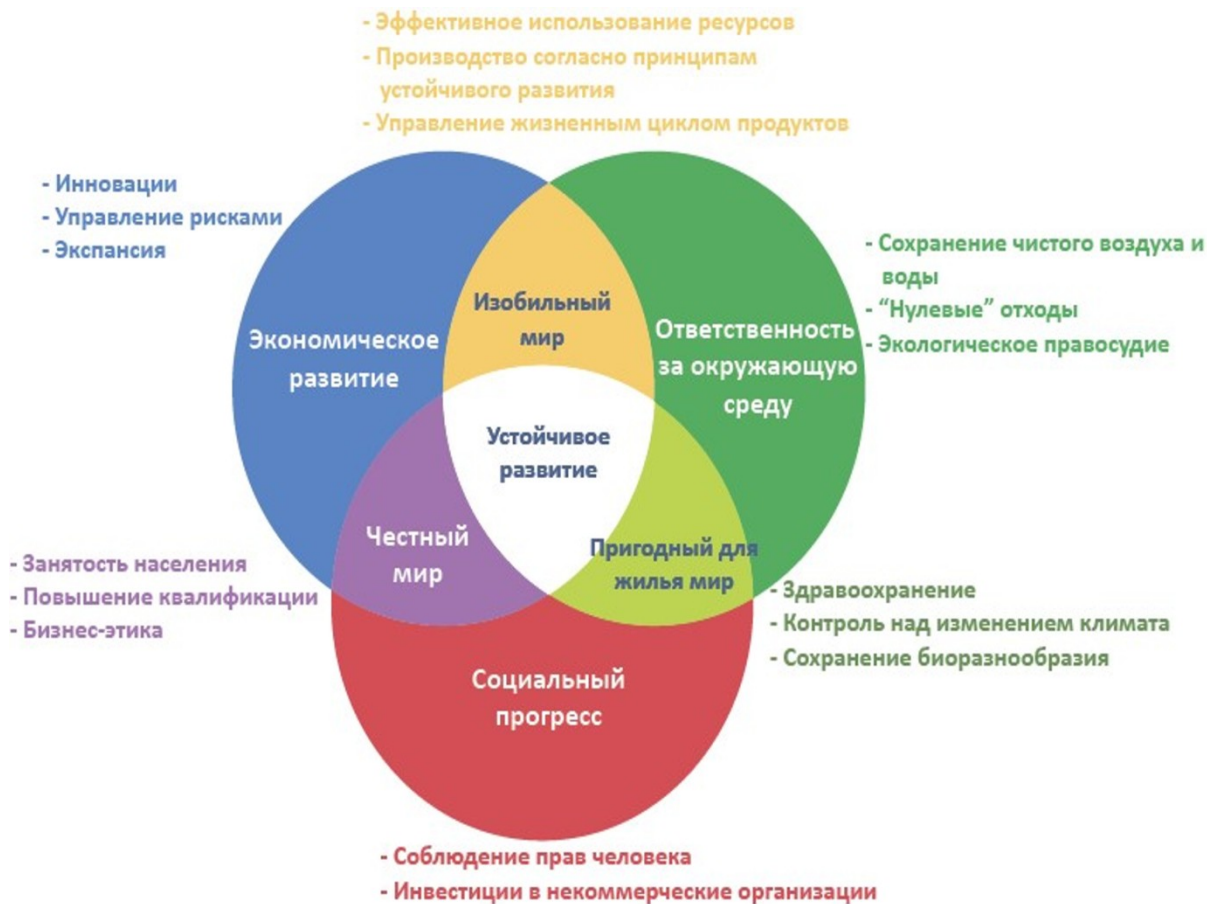 - Эффективное использование ресурсов
- Производство согласно принципам
устойчивого развития
- Управление жизненным циклом продуктов
- Инновации
- Управление рисками
- Экспансия
- Сохранение чистого воздуха и
воды
- “Нулевые” отходы
- Экологическое правосудие
Изобильный
мир
Экономическое
развитие
Ответственность
за окружающую
среду
Устойчивое
развитие
Честный
мир
Пригодный для
жилья мир
- Занятость населения
- Повышение квалификации
- Бизнес-этика
- Здравоохранение
- Контроль над изменением климата
- Сохранение биоразнообразия
Социальный
прогресс
- Соблюдение прав человека
- Инвестиции в некоммерческие организации